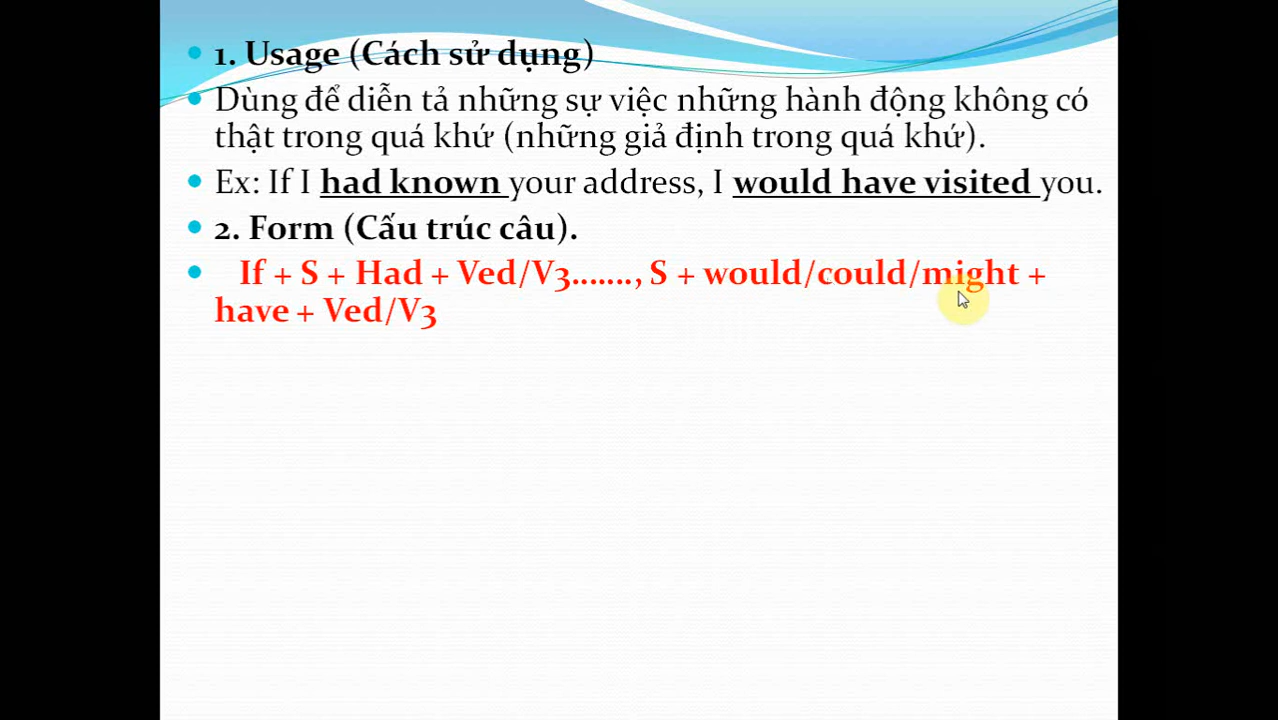 1. Usage (Cách sử dụng)
Dùng để diễn tả những sự việc những hành động không có
thật trong quá khứ (những giả định trong quá khứ).
Ex: If I had known your address, I would have visited you.
2. Form (Cấu trúc câu).
If + S + Had + Ved/V3......., S + would/could/might +
have + Ved/V3